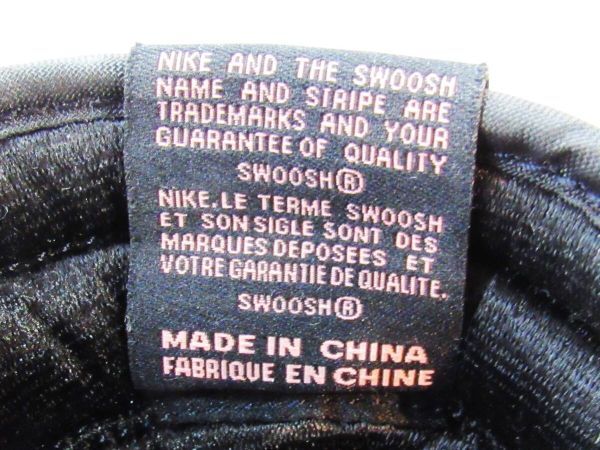 NIKE AND THE SWOOSH
NAME AND STRIPE ARE
TRADEMARKS AND YOUR
GUARANTEE OF QUALITY
SWOOSH®
NIKE.LE TERME SWOOSH
ET SON SIGLE SONT DES
MARQUES DÉPOSÉES ET
VOTRE GARANTIE DE QUALITE.
SWOOSH®
MADE IN CHINA
FABRIQUE EN CHINE